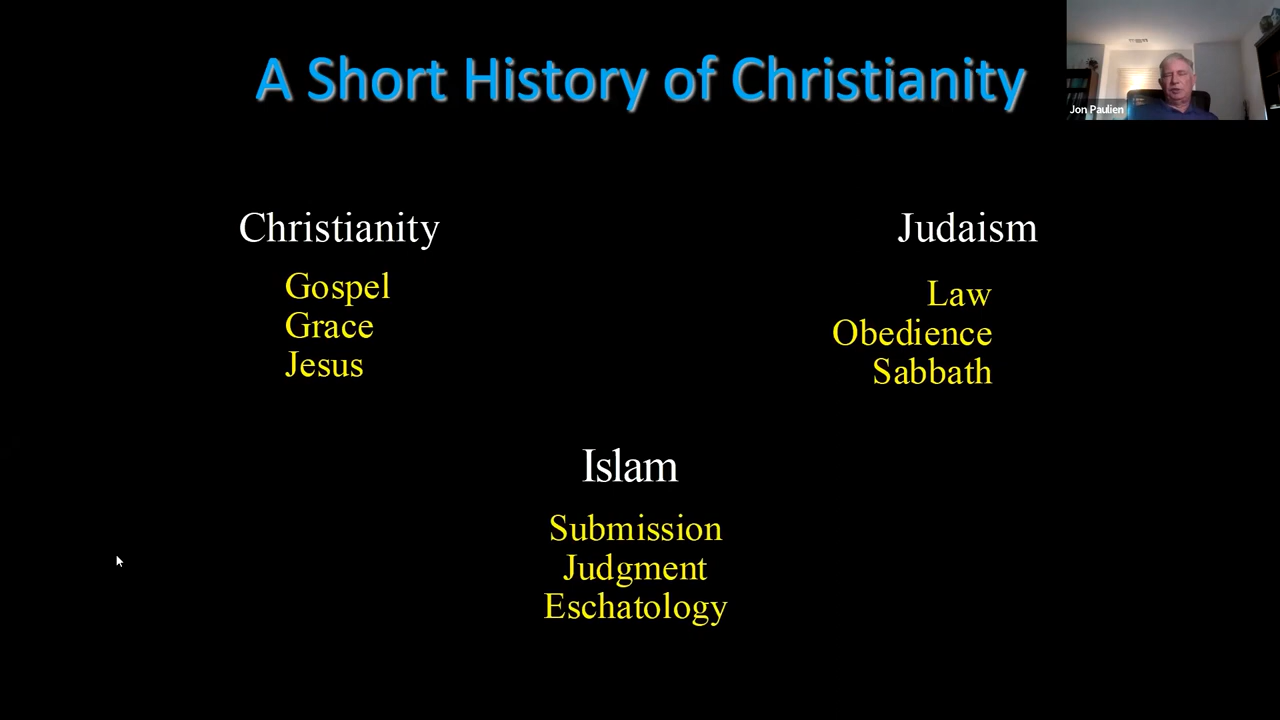 A Short History of Christianity
Jon Paulien
Christianity
Gospel
Grace
Jesus
Judaism
Law
Obedience
Sabbath
Islam
Submission
Judgment
Eschatology